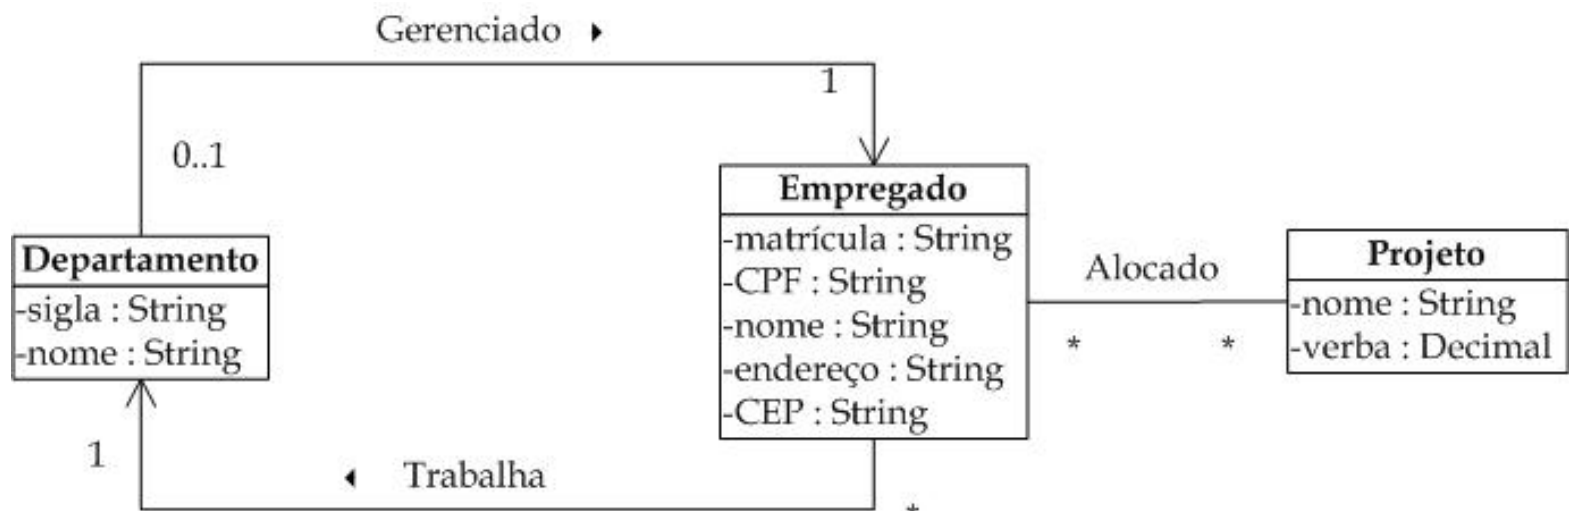 Gerenciado
1
0..1
Departamento
-sigla : String
-nome : String
Empregado
-matrícula : String
-CPF : String
-nome : String
-endereço : String
-CEP : String
Alocado
* *
Projeto
-nome : String
-verba : Decimal
1
Trabalha
*